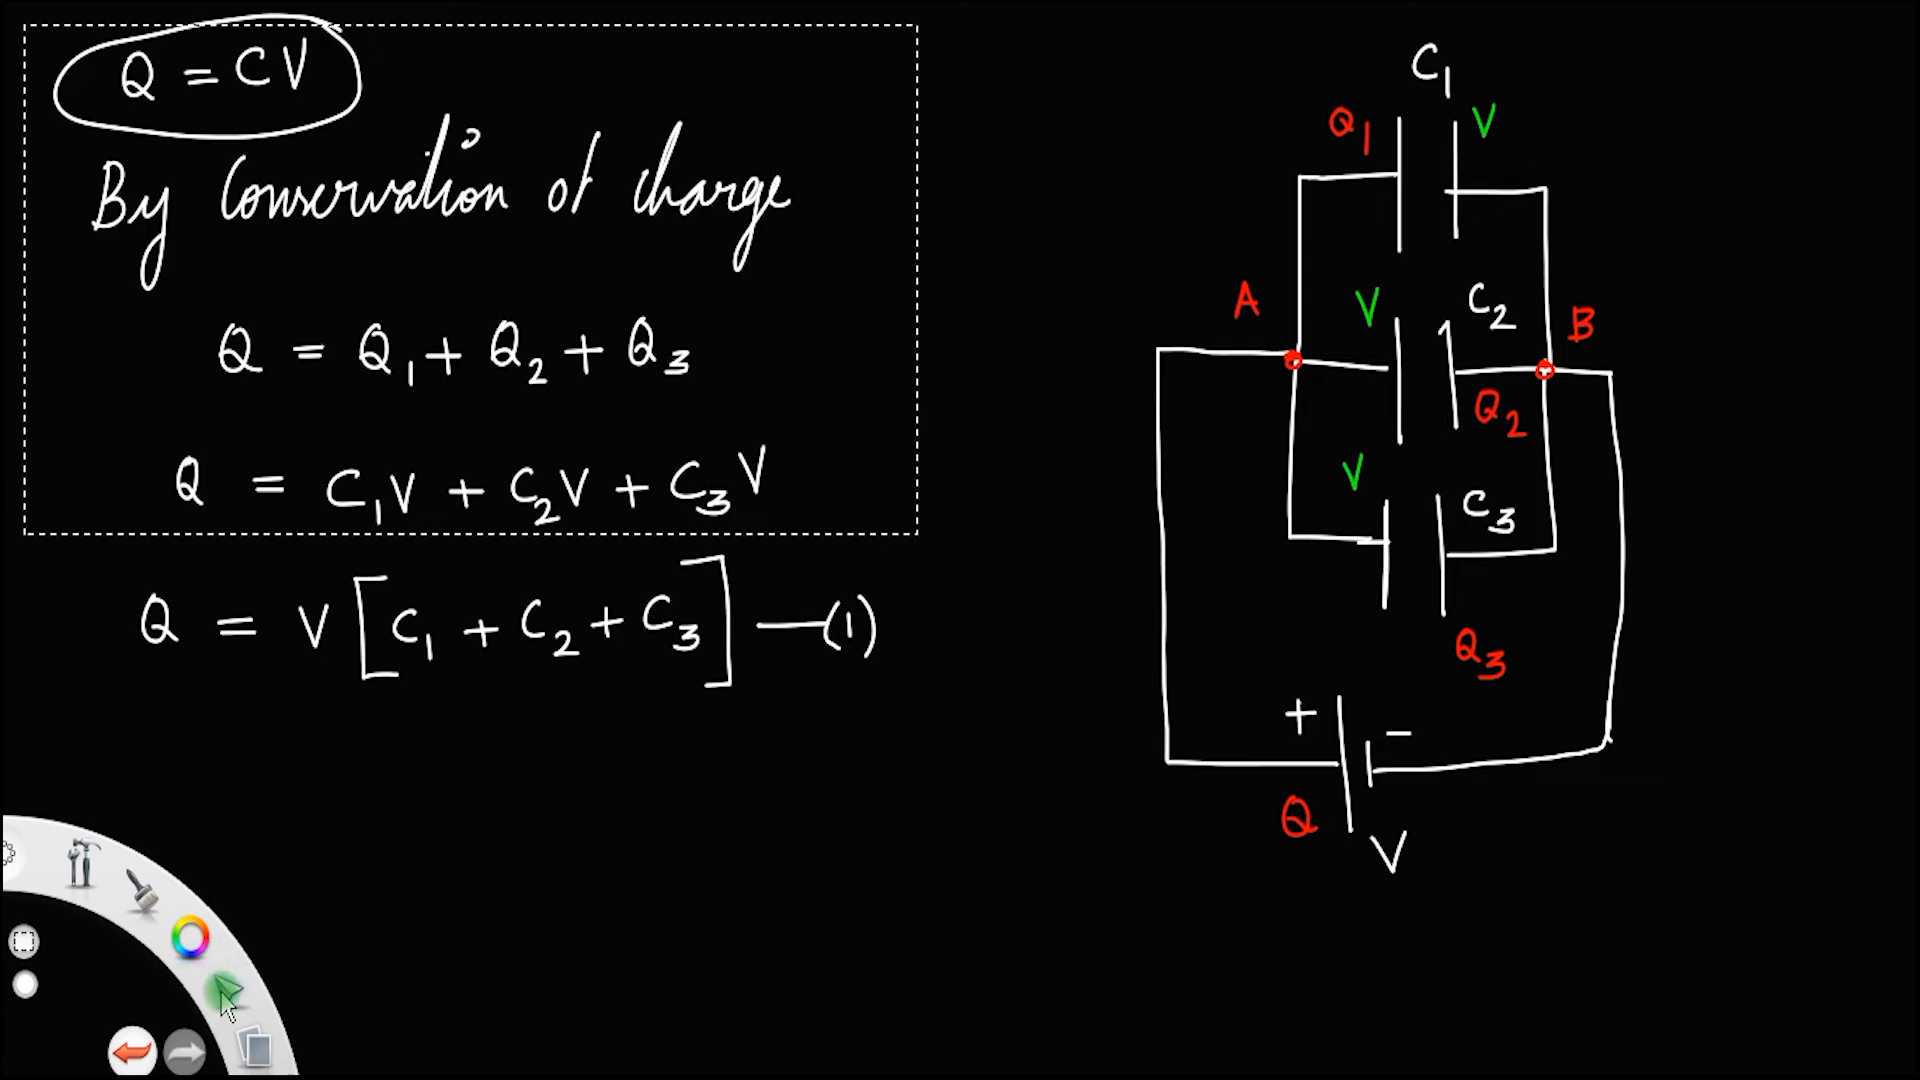 Q = CV
By Conservation of charge
Q = Q₁ + Q₂ + Q₃
Q = C₁V + C₂V + C₃V
Q = V [C₁ + C₂ + C₃] —(1)
C₁
Q₁ V
A V C₂ B
Q₂
V C₃
Q₃
+ −
Q
V